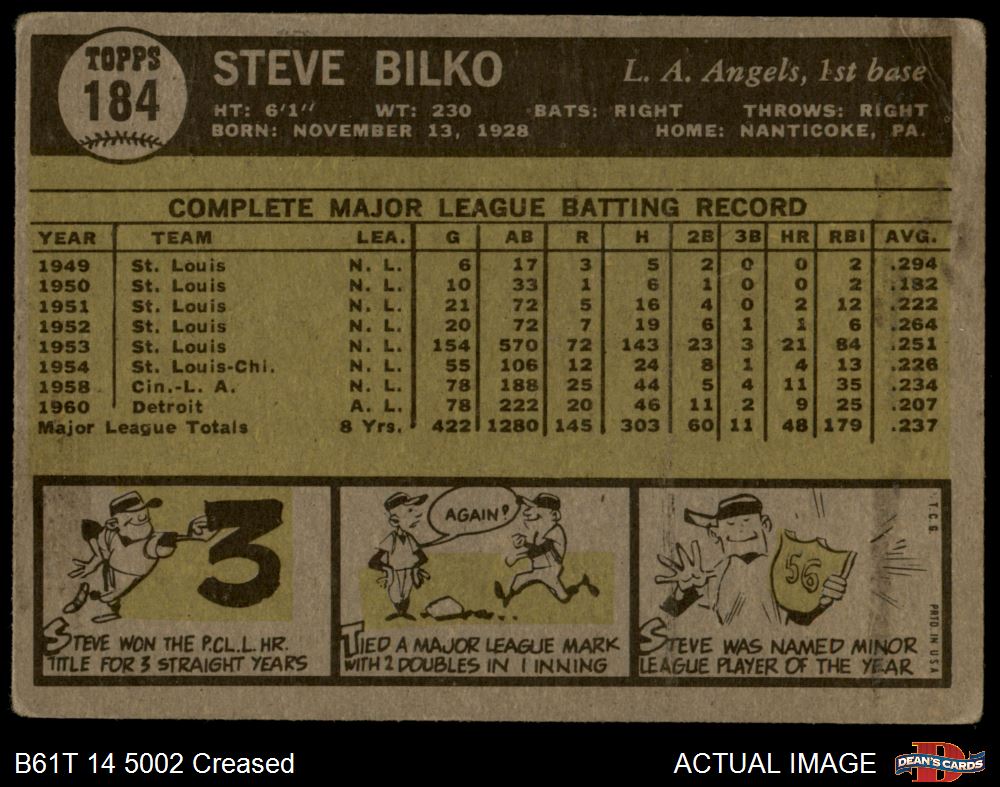 TOPPS
184
STEVE BILKO
L. A. Angels, 1st base
HT: 6'1" WT: 230 BATS: RIGHT THROWS: RIGHT
BORN: NOVEMBER 13, 1928 HOME: NANTICOKE, PA.
COMPLETE MAJOR LEAGUE BATTING RECORD
YEAR TEAM LEA. G AB R H 2B 3B HR RBI AVG.
1949 St. Louis N. L. 6 17 3 5 2 0 0 2 .294
1950 St. Louis N. L. 10 33 1 6 1 0 0 2 .182
1951 St. Louis N. L. 21 72 5 16 4 0 2 12 .222
1952 St. Louis N. L. 20 72 7 19 6 1 1 6 .264
1953 St. Louis N. L. 154 570 72 143 23 3 21 84 .251
1954 St. Louis-Chi. N. L. 55 106 12 24 8 1 4 13 .226
1958 Cin.-L. A. N. L. 78 188 25 44 5 4 11 35 .234
1960 Detroit A. L. 78 222 20 46 11 2 9 25 .207
Major League Totals 8 Yrs. 422 1280 145 303 60 11 48 179 .237
3
STEVE WON THE P.C.L. H.R.
TITLE FOR 3 STRAIGHT YEARS
AGAIN?
TIED A MAJOR LEAGUE MARK
WITH 2 DOUBLES IN 1 INNING
56
STEVE WAS NAMED MINOR
LEAGUE PLAYER OF THE YEAR
T.C.G.
PRTD. IN U.S.A.
B61T 14 5002 Creased
ACTUAL IMAGE
D
DEAN'S CARDS